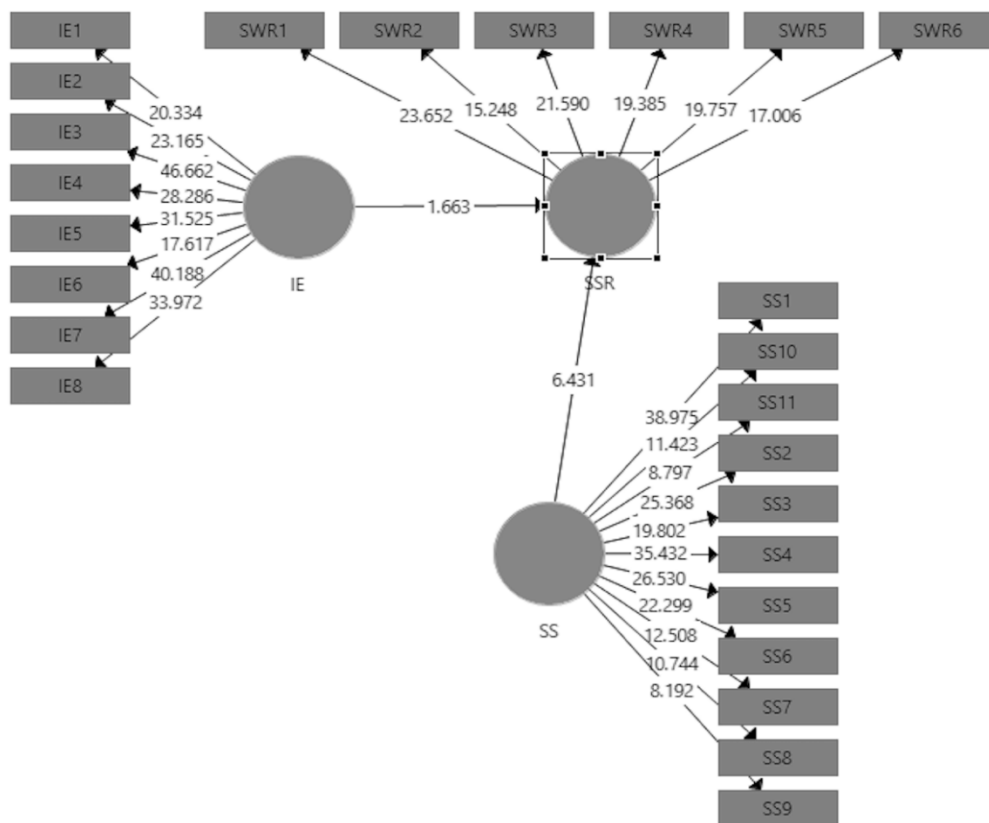 IE1
IE2
IE3
IE4
IE5
IE6
IE7
IE8
20.334
23.165
46.662
28.286
31.525
17.617
40.188
33.972
IE
SWR1
SWR2
SWR3
SWR4
SWR5
SWR6
23.652
15.248
21.590
19.385
19.757
17.006
1.663
SSR
6.431
SS
38.975
11.423
8.797
25.368
19.802
35.432
26.530
22.299
12.508
10.744
8.192
SS1
SS10
SS11
SS2
SS3
SS4
SS5
SS6
SS7
SS8
SS9